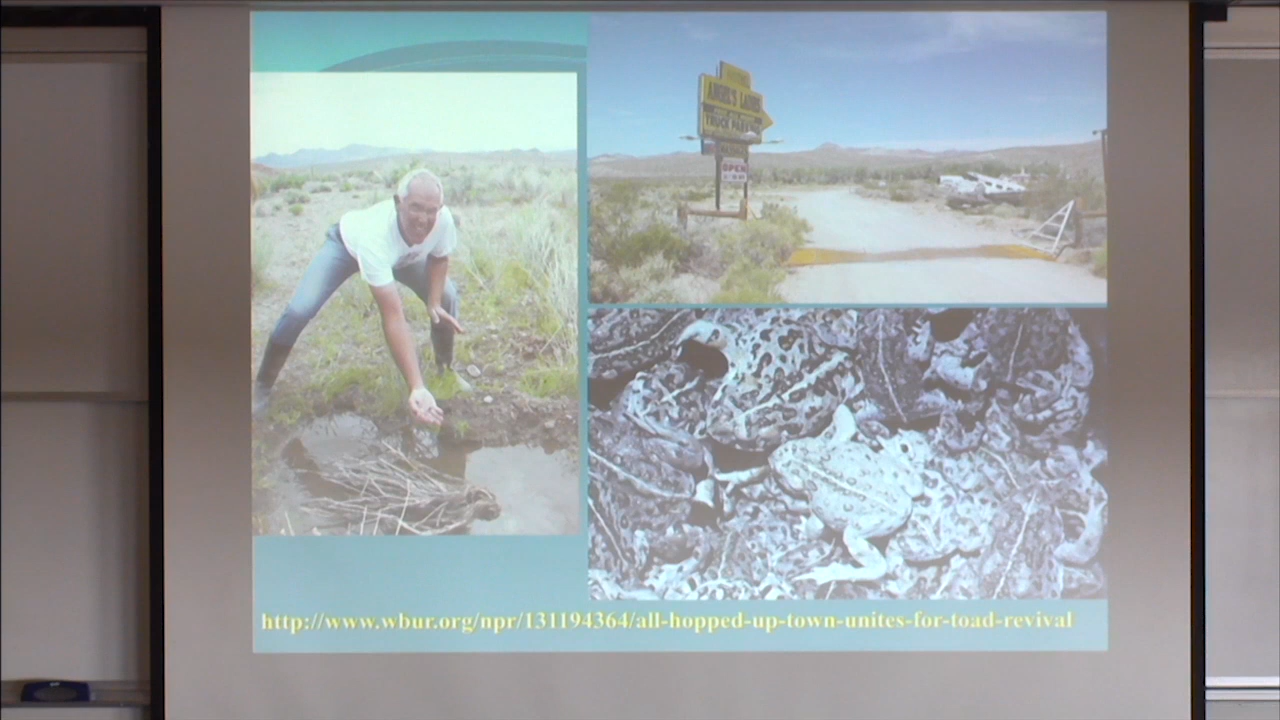 ANGEL'S LADIES
TRUCK PARKING
OPEN
http://www.wbur.org/npr/131194364/all-hopped-up-town-unites-for-toad-revival